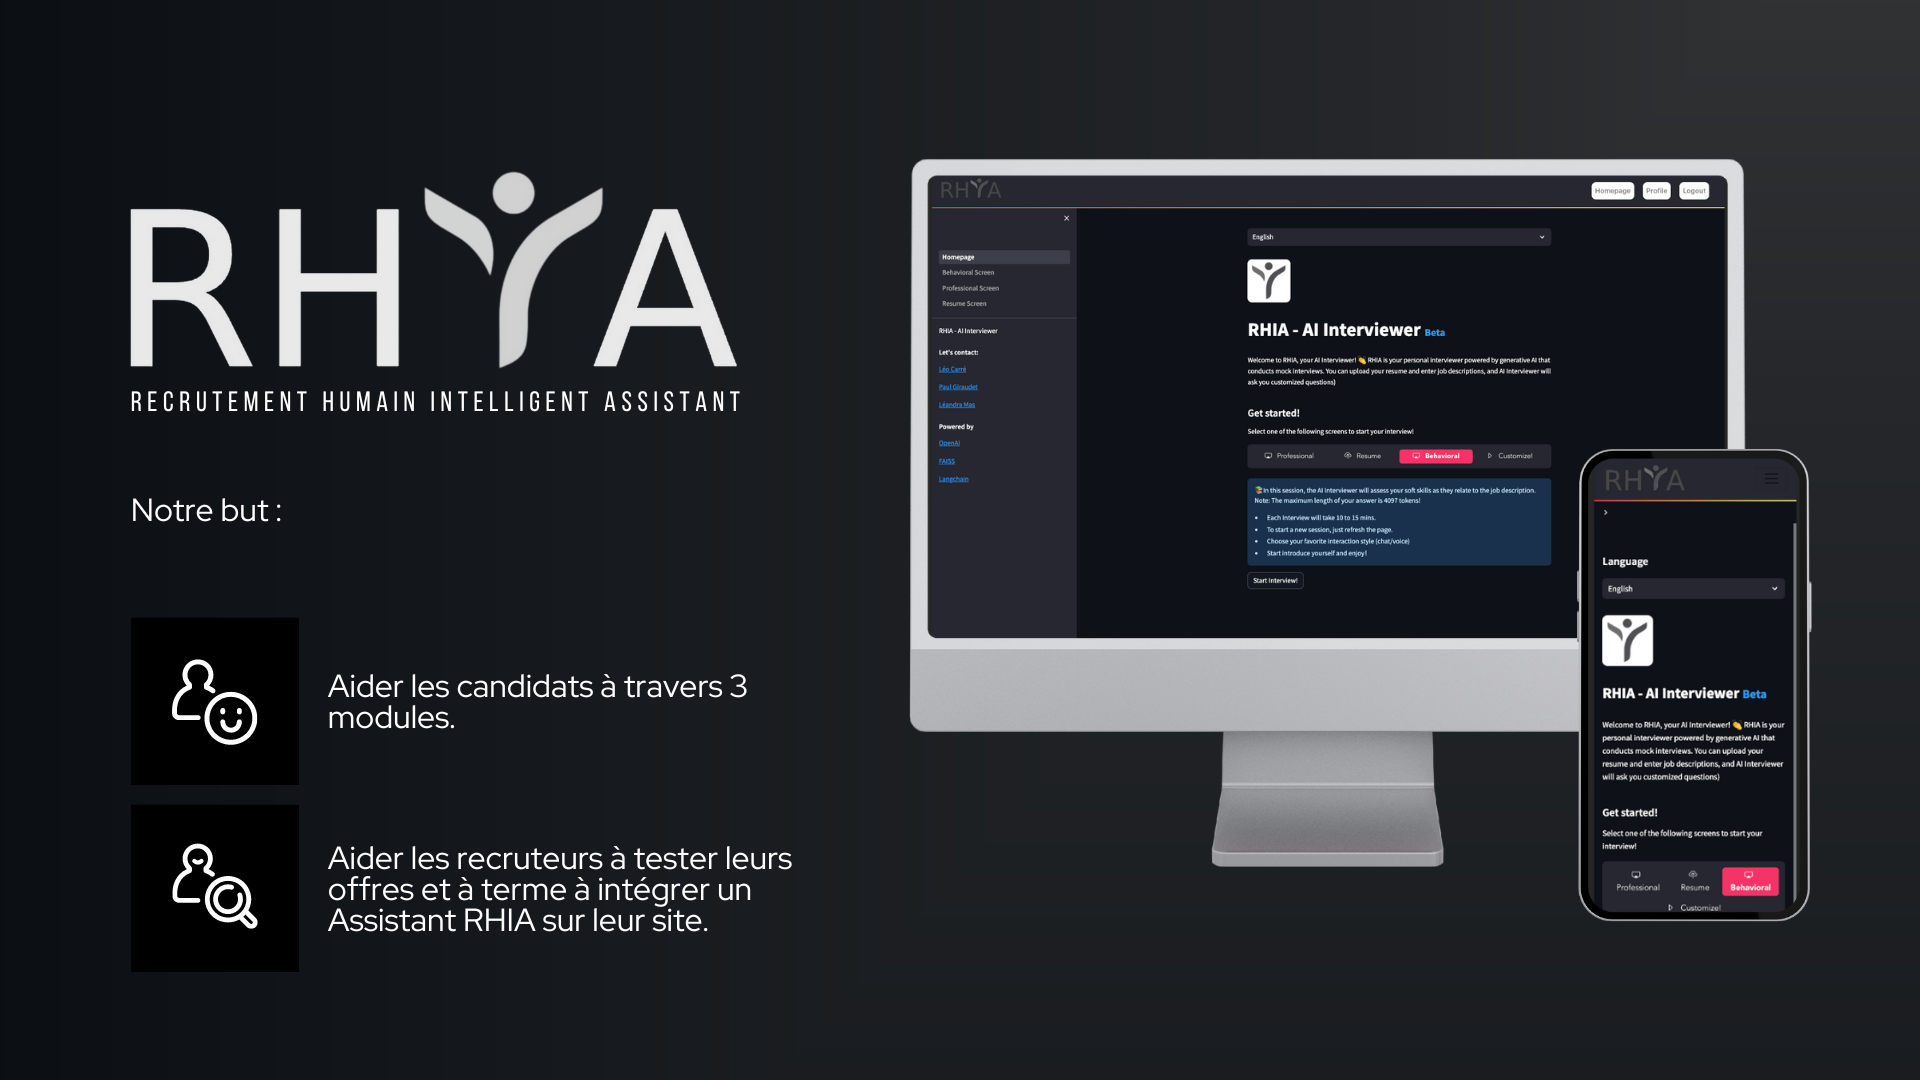 RHYA
RECRUTEMENT HUMAIN INTELLIGENT ASSISTANT
Notre but :
Aider les candidats à travers 3
modules.
Aider les recruteurs à tester leurs
offres et à terme à intégrer un
Assistant RHIA sur leur site.
RHYA
Homepage
Profile
Logout
×
Homepage
Behavioral Screen
Professional Screen
Resume Screen
RHIA - AI Interviewer
Let's contact:
Léo Carré
Paul Giraudet
Léandra Mas
Powered by
OpenAI
FAISS
Langchain
English
RHIA - AI Interviewer Beta
Welcome to RHIA, your AI Interviewer! 👏 RHIA is your personal interviewer powered by generative AI that
conducts mock interviews. You can upload your resume and enter job descriptions, and AI Interviewer will
ask you customized questions)
Get started!
Select one of the following screens to start your interview!
Professional
Resume
Behavioral
Customize!
📚In this session, the AI Interviewer will assess your soft skills as they relate to the job description.
Note: The maximum length of your answer is 4097 tokens!
• Each Interview will take 10 to 15 mins.
• To start a new session, just refresh the page.
• Choose your favorite interaction style (chat/voice)
• Start introduce yourself and enjoy!
Start Interview!
RHYA
Language
English
RHIA - AI Interviewer Beta
Welcome to RHIA, your AI Interviewer! 👏 RHIA is your
personal interviewer powered by generative AI that
conducts mock interviews. You can upload your
resume and enter job descriptions, and AI Interviewer
will ask you customized questions)
Get started!
Select one of the following screens to start your
interview!
Professional
Resume
Behavioral
Customize!